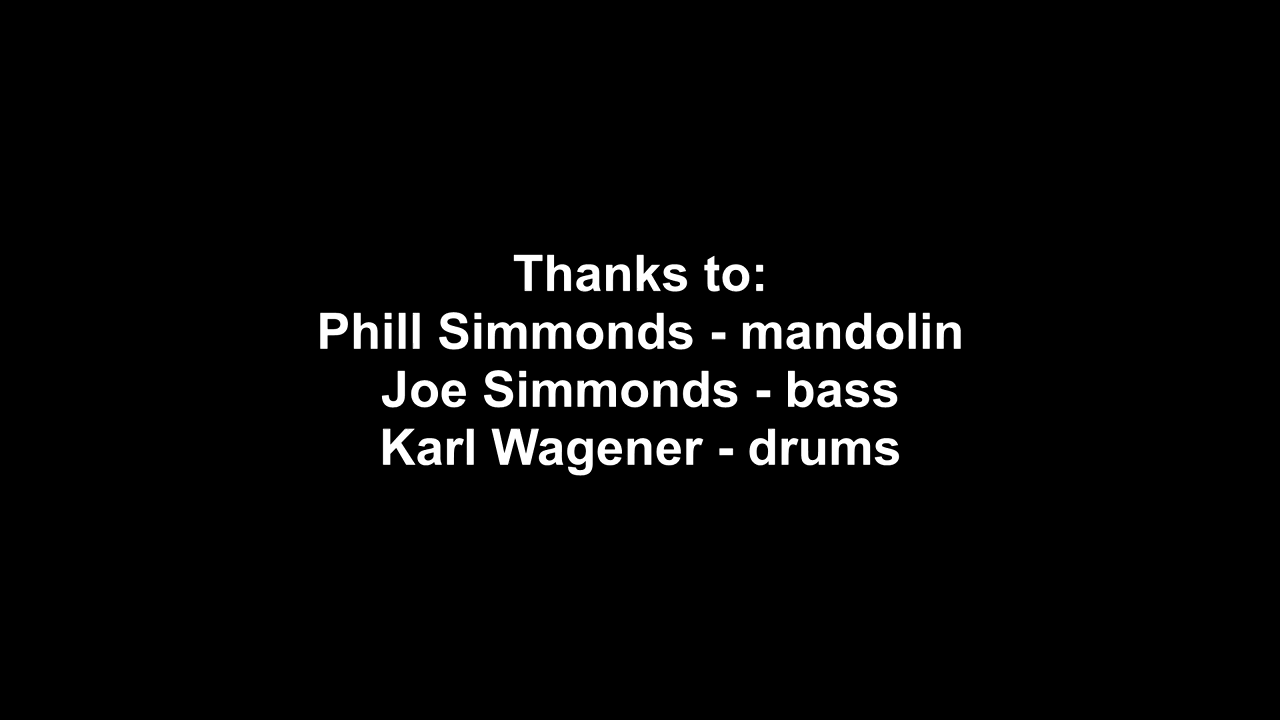 Thanks to:
Phill Simmonds - mandolin
Joe Simmonds - bass
Karl Wagener - drums